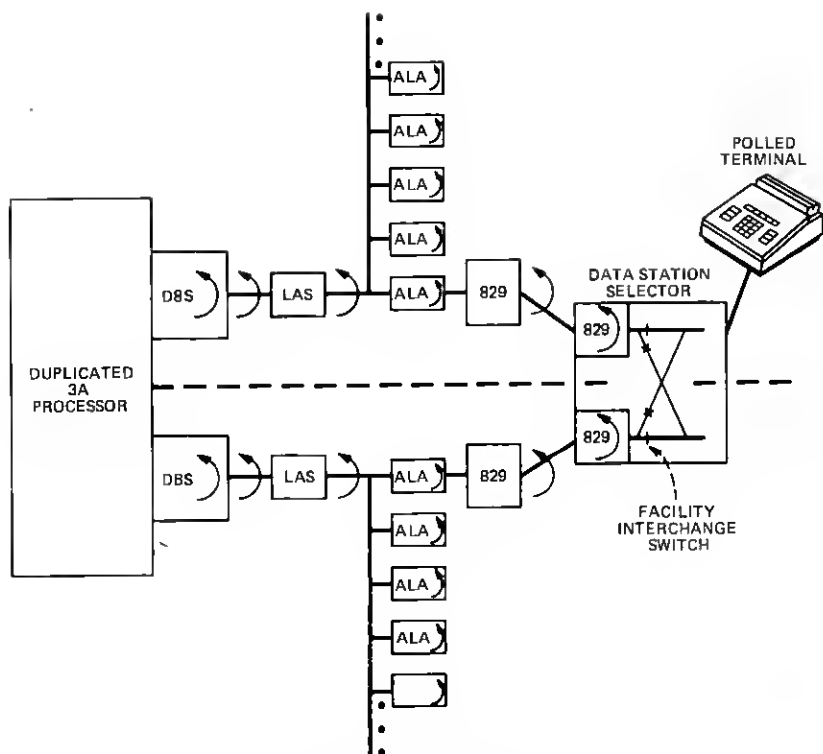 ALA
ALA
ALA
ALA
POLLED
TERMINAL
DBS
LAS
ALA
829
DATA STATION
SELECTOR
829
DUPLICATED
3A
PROCESSOR
829
DBS
LAS
ALA
829
FACILITY
INTERCHANGE
SWITCH
ALA
ALA
ALA